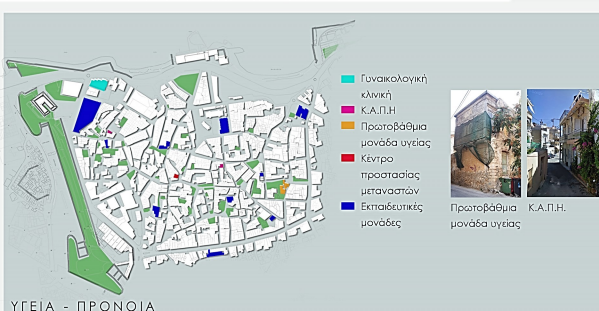 Γυναικολογική
κλινική
Κ.Α.Π.Η
Πρωτοβάθμια
μονάδα υγείας
Κέντρο
προστασίας
μεταναστών
Εκπαιδευτικές
μονάδες
Πρωτοβάθμια
μονάδα υγείας
Κ.Α.Π.Η.
ΥΓΕΙΑ - ΠΡΟΝΟΙΑ